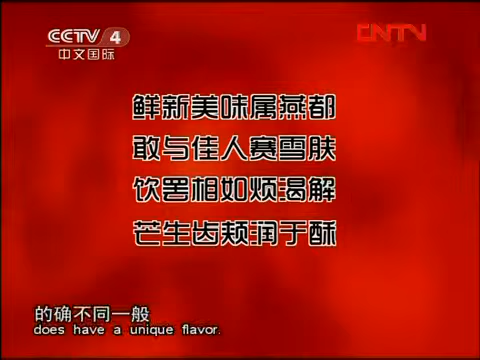 CCTV 4
CNTV
中文国际
鲜新美味属燕都
敢与佳人赛雪肤
饮罢相如烦渴解
芒生齿颊润于酥
的确不同一般
does have a unique flavor.